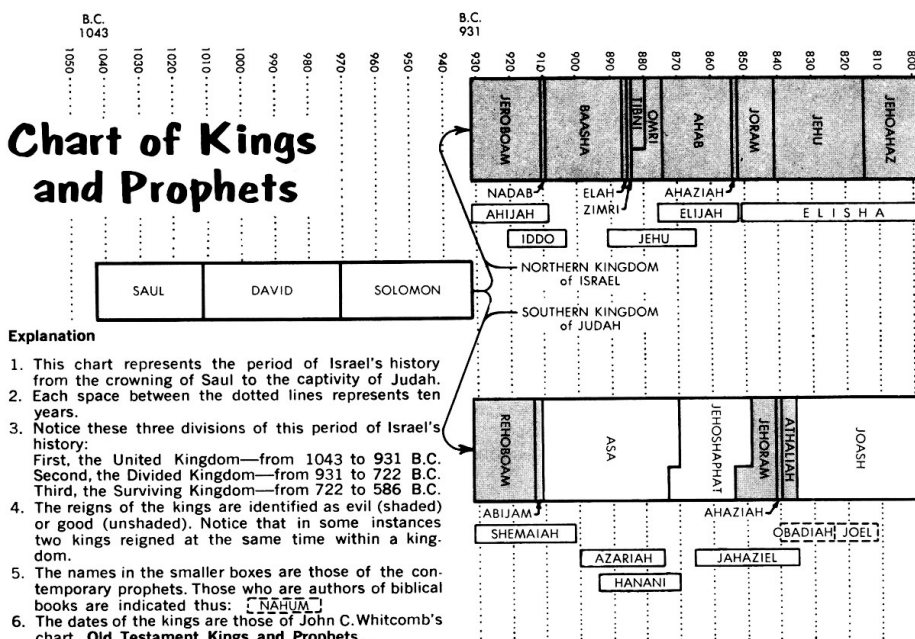 B.C.
1043
B.C.
931
1050
1040
1030
1020
1010
1000
990
980
970
960
950
940
930
920
910
900
890
880
870
860
850
840
830
820
810
800
Chart of Kings
and Prophets
JEROBOAM
BAASHA
TIBNI
OMRI
AHAB
JORAM
JEHU
JEHOAHAZ
NADAB
ELAH
ZIMRI
AHAZIAH
AHIJAH
ELIJAH
ELISHA
IDDO
JEHU
NORTHERN KINGDOM
of ISRAEL
SAUL
DAVID
SOLOMON
SOUTHERN KINGDOM
of JUDAH
Explanation
1. This chart represents the period of Israel's history
from the crowning of Saul to the captivity of Judah.
2. Each space between the dotted lines represents ten
years.
3. Notice these three divisions of this period of Israel's
history:
First, the United Kingdom—from 1043 to 931 B.C.
Second, the Divided Kingdom—from 931 to 722 B.C.
Third, the Surviving Kingdom—from 722 to 586 B.C.
4. The reigns of the kings are identified as evil (shaded)
or good (unshaded). Notice that in some instances
two kings reigned at the same time within a king-
dom.
5. The names in the smaller boxes are those of the con-
temporary prophets. Those who are authors of biblical
books are indicated thus: NAHUM
6. The dates of the kings are those of John C. Whitcomb's
chart, Old Testament Kings and Prophets
REHOBOAM
ASA
JEHOSHAPHAT
JEHORAM
ATHALIAH
JOASH
ABIJAM
AHAZIAH
SHEMAIAH
OBADIAH
JOEL
AZARIAH
JAHAZIEL
HANANI